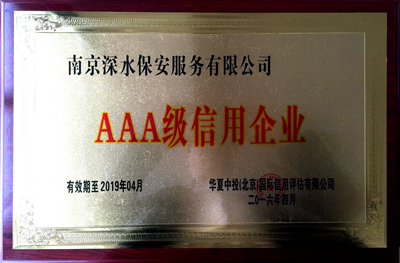 南京深水保安服务有限公司
AAA级信用企业
有效期至 2019年04月
华夏中投(北京)国际信用评估有限公司
二〇一六年四月